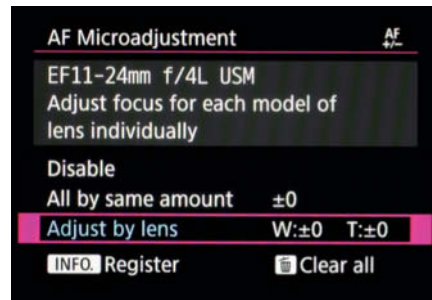 AF Microadjustment AF +/-
EF11-24mm f/4L USM
Adjust focus for each model of
lens individually
Disable
All by same amount ±0
Adjust by lens W:±0 T:±0
INFO. Register Clear all